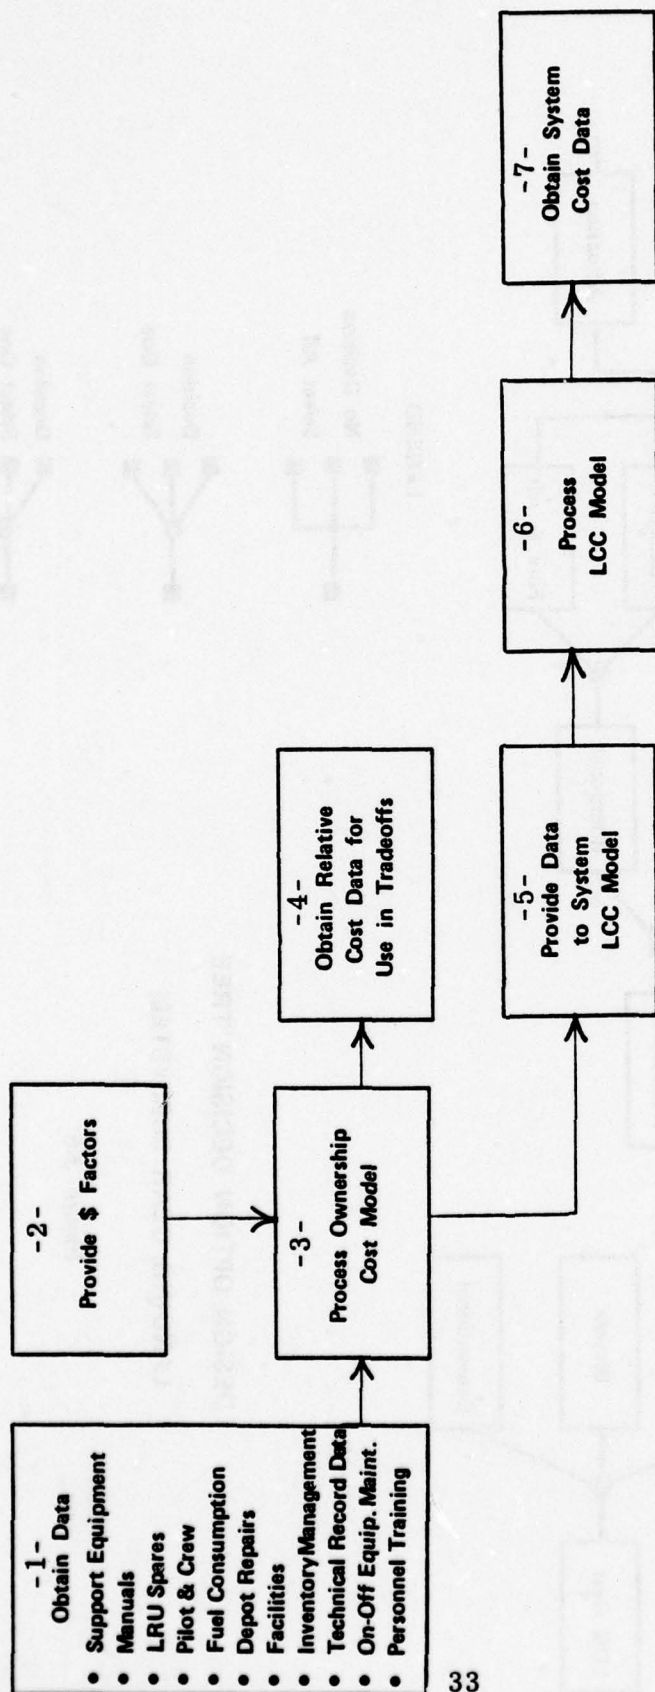 -1-
Obtain Data
• Support Equipment
• Manuals
• LRU Spares
• Pilot & Crew
• Fuel Consumption
• Depot Repairs
• Facilities
• Inventory Management
• Technical Record Data
• On-Off Equip. Maint.
• Personnel Training
-2-
Provide $ Factors
-3-
Process Ownership
Cost Model
-4-
Obtain Relative
Cost Data for
Use in Tradeoffs
-5-
Provide Data
to System
LCC Model
-6-
Process
LCC Model
-7-
Obtain System
Cost Data
33